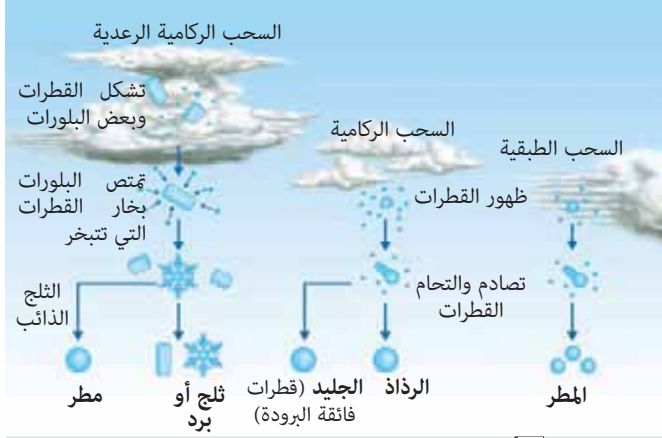 السحب الركامية الرعدية
تشكل القطرات
وبعض البلورات
تمتص البلورات
بخار القطرات
التي تتبخر
الثلج
الذائب
مطر
ثلج أو
برد
السحب الركامية
ظهور القطرات
تصادم والتحام
القطرات
الرذاذ
الجليد (قطرات
فائقة البرودة)
السحب الطبقية
المطر